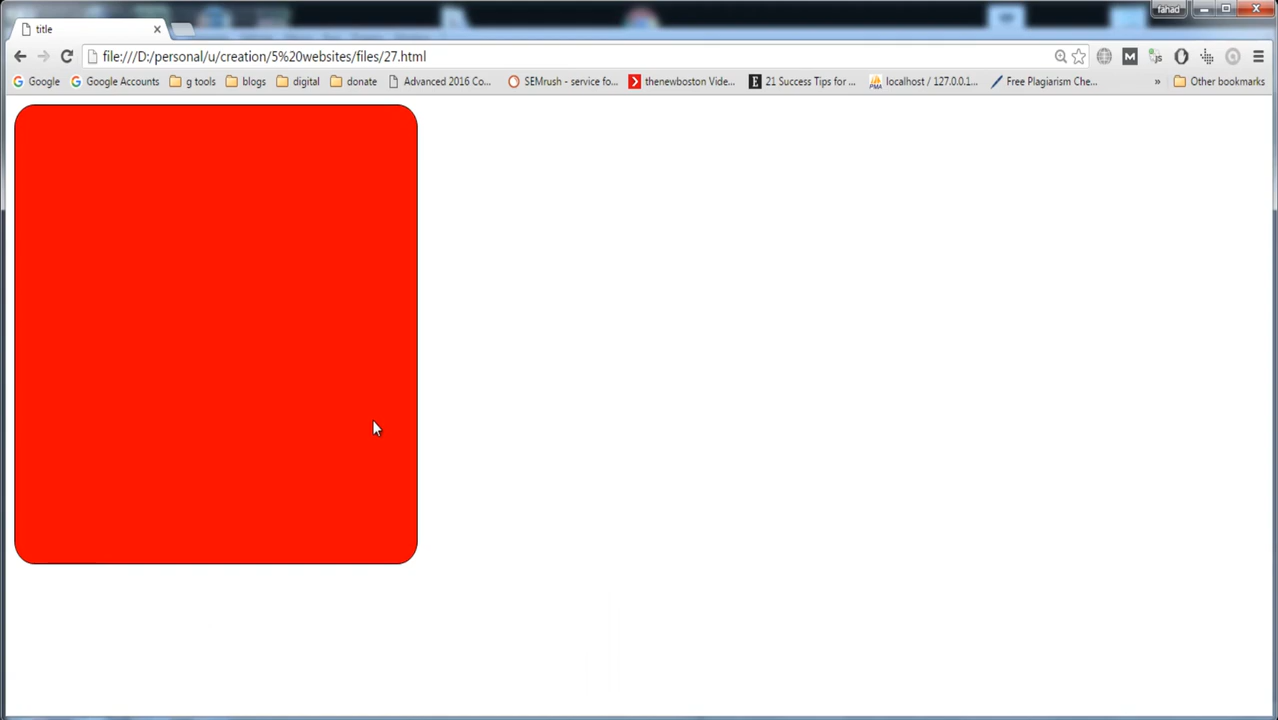 fahad
title
file:///D:/personal/u/creation/5%20websites/files/27.html
Google Google Accounts g tools blogs digital donate Advanced 2016 Co... SEMrush - service fo... thenewboston Vide... 21 Success Tips for ... localhost / 127.0.0.1... Free Plagiarism Che... » Other bookmarks